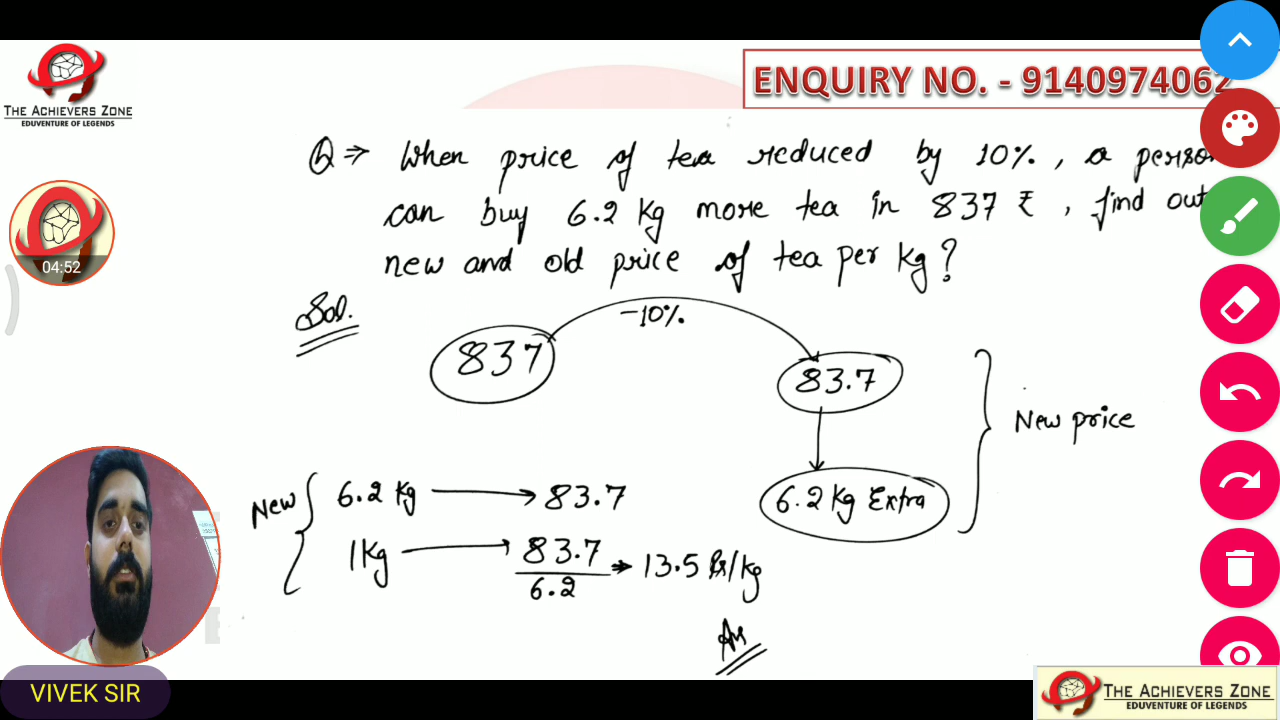 THE ACHIEVERS ZONE
EDUVENTURE OF LEGENDS
ENQUIRY NO. - 9140974062
Q ⇒ When price of tea reduced by 10%, a person
can buy 6.2 Kg more tea in 837 ₹, find out
new and old price of tea per kg?
04:52
Sol.
-10%
837
83.7
New price
6.2 Kg Extra
New
6.2 Kg → 83.7
1Kg → 83.7/6.2 → 13.5 Rs/kg
Ans
VIVEK SIR
THE ACHIEVERS ZONE
EDUVENTURE OF LEGENDS